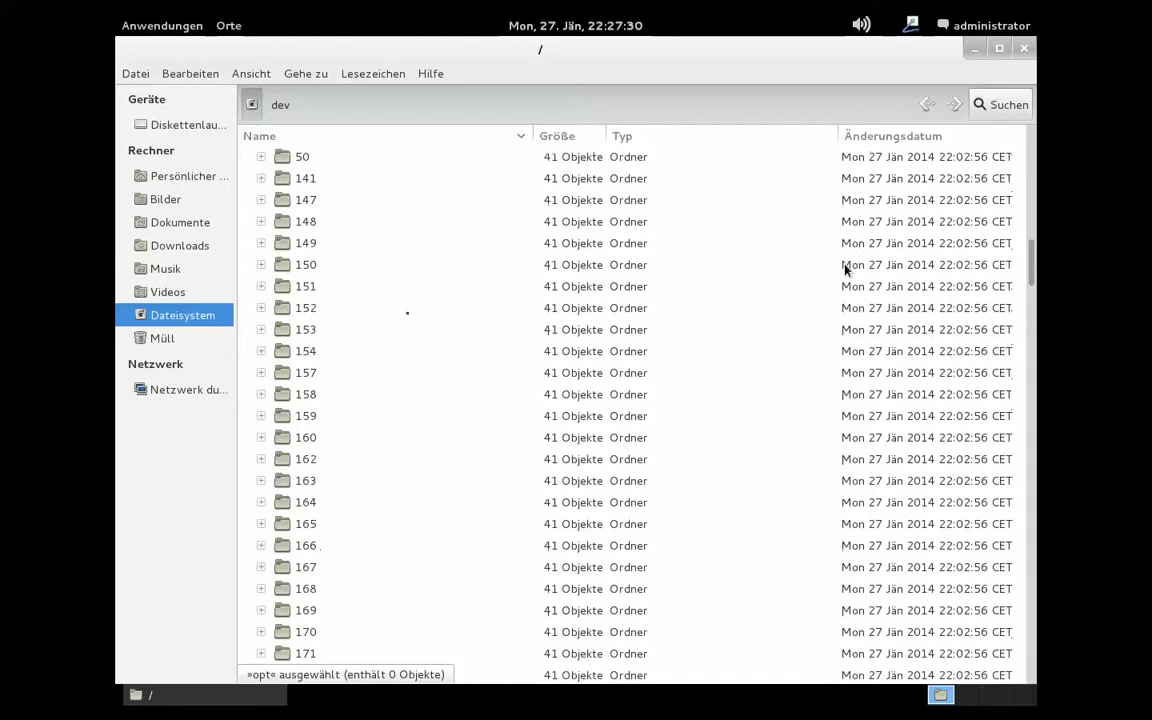 Anwendungen Orte Mon, 27. Jän, 22:27:30 administrator
/
Datei Bearbeiten Ansicht Gehe zu Lesezeichen Hilfe
Geräte
Diskettenlau...
Rechner
Persönlicher ...
Bilder
Dokumente
Downloads
Musik
Videos
Dateisystem
Müll
Netzwerk
Netzwerk du...
dev Suchen
Name Größe Typ Änderungsdatum
50 41 Objekte Ordner Mon 27 Jän 2014 22:02:56 CET
141 41 Objekte Ordner Mon 27 Jän 2014 22:02:56 CET
147 41 Objekte Ordner Mon 27 Jän 2014 22:02:56 CET
148 41 Objekte Ordner Mon 27 Jän 2014 22:02:56 CET
149 41 Objekte Ordner Mon 27 Jän 2014 22:02:56 CET
150 41 Objekte Ordner Mon 27 Jän 2014 22:02:56 CET
151 41 Objekte Ordner Mon 27 Jän 2014 22:02:56 CET
152 41 Objekte Ordner Mon 27 Jän 2014 22:02:56 CET
153 41 Objekte Ordner Mon 27 Jän 2014 22:02:56 CET
154 41 Objekte Ordner Mon 27 Jän 2014 22:02:56 CET
157 41 Objekte Ordner Mon 27 Jän 2014 22:02:56 CET
158 41 Objekte Ordner Mon 27 Jän 2014 22:02:56 CET
159 41 Objekte Ordner Mon 27 Jän 2014 22:02:56 CET
160 41 Objekte Ordner Mon 27 Jän 2014 22:02:56 CET
162 41 Objekte Ordner Mon 27 Jän 2014 22:02:56 CET
163 41 Objekte Ordner Mon 27 Jän 2014 22:02:56 CET
164 41 Objekte Ordner Mon 27 Jän 2014 22:02:56 CET
165 41 Objekte Ordner Mon 27 Jän 2014 22:02:56 CET
166 41 Objekte Ordner Mon 27 Jän 2014 22:02:56 CET
167 41 Objekte Ordner Mon 27 Jän 2014 22:02:56 CET
168 41 Objekte Ordner Mon 27 Jän 2014 22:02:56 CET
169 41 Objekte Ordner Mon 27 Jän 2014 22:02:56 CET
170 41 Objekte Ordner Mon 27 Jän 2014 22:02:56 CET
171 41 Objekte Ordner Mon 27 Jän 2014 22:02:56 CET
»opt« ausgewählt (enthält 0 Objekte) 41 Objekte Ordner Mon 27 Jän 2014 22:02:56 CET
/